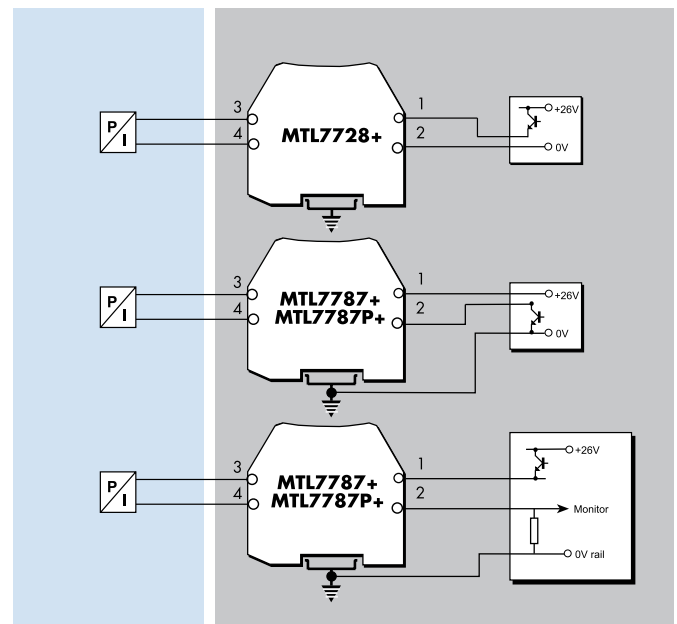 3
4
P
I
MTL7728+
1
2
+26V
0V
3
4
P
I
MTL7787+
MTL7787P+
1
2
+26V
0V
3
4
P
I
MTL7787+
MTL7787P+
1
2
+26V
Monitor
0V rail